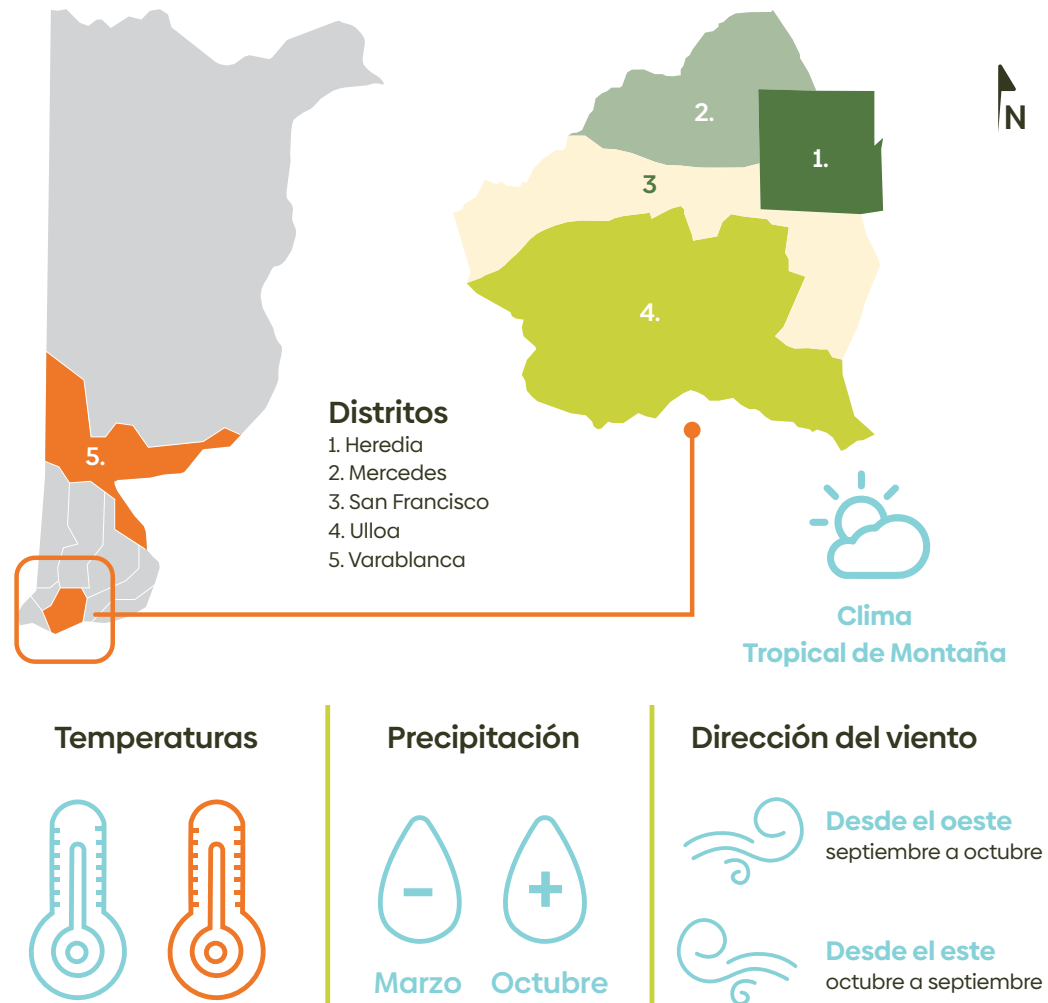 2.
1.
3
4.
N
5.
Distritos
1. Heredia
2. Mercedes
3. San Francisco
4. Ulloa
5. Varablanca
Clima
Tropical de Montaña
Temperaturas
Precipitación
−
+
Marzo
Octubre
Dirección del viento
Desde el oeste
septiembre a octubre
Desde el este
octubre a septiembre